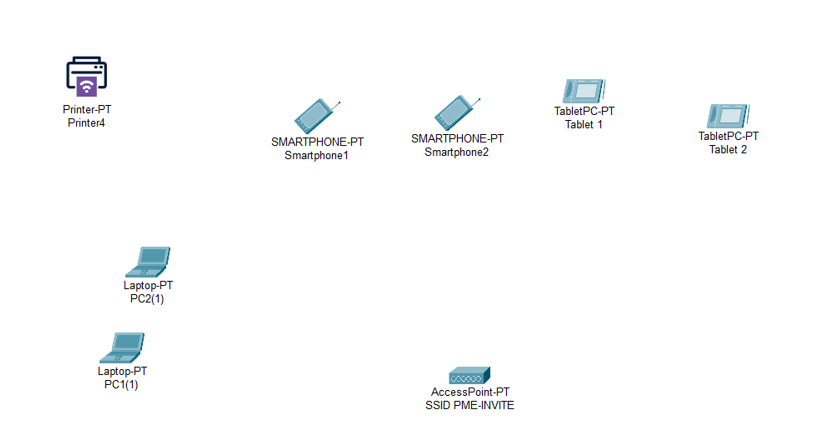 Printer-PT
Printer4
SMARTPHONE-PT
Smartphone1
SMARTPHONE-PT
Smartphone2
TabletPC-PT
Tablet 1
TabletPC-PT
Tablet 2
Laptop-PT
PC2(1)
Laptop-PT
PC1(1)
AccessPoint-PT
SSID PME-INVITE